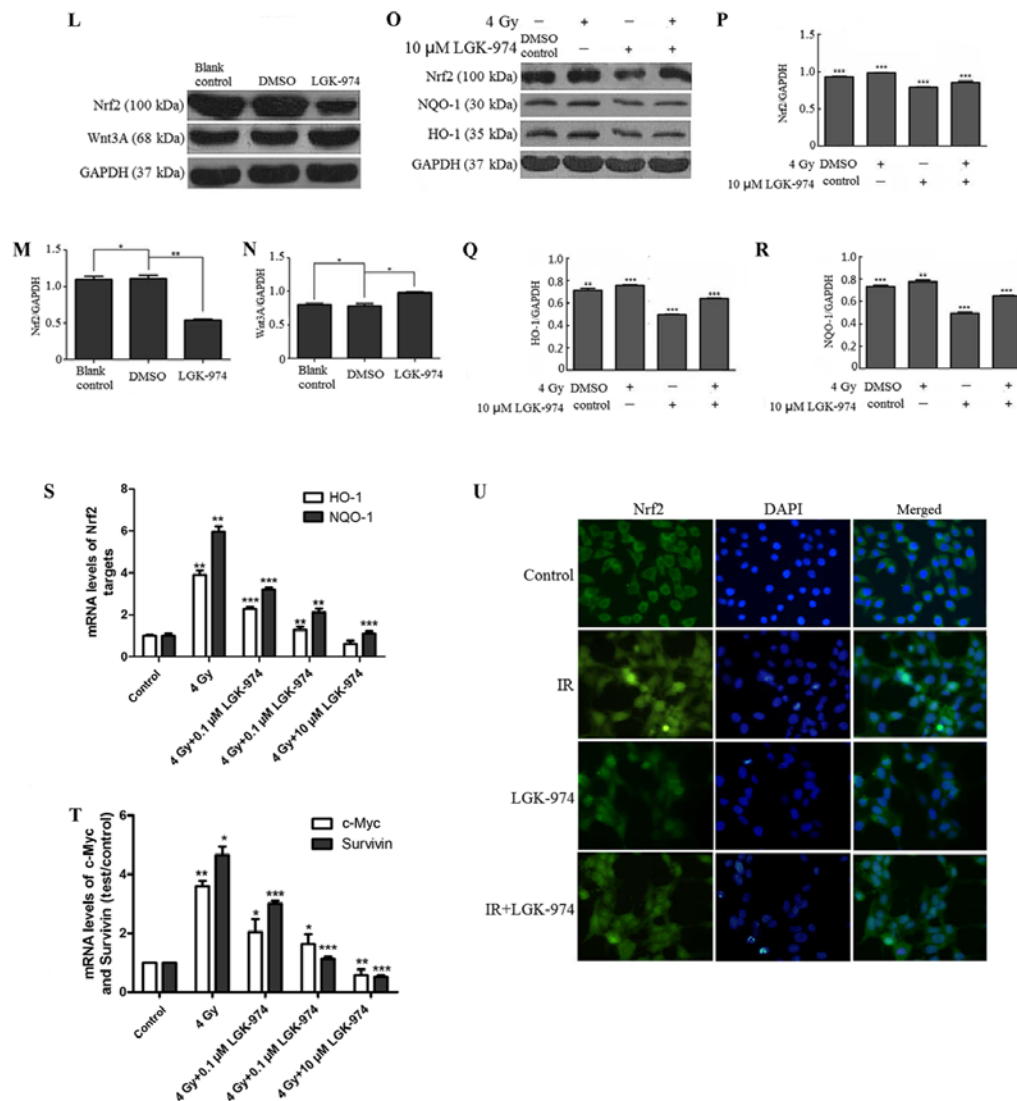 L
Blank control DMSO LGK-974
Nrf2 (100 kDa)
Wnt3A (68 kDa)
GAPDH (37 kDa)
O
4 Gy − + − +
10 µM LGK-974 DMSO control − + +
Nrf2 (100 kDa)
NQO-1 (30 kDa)
HO-1 (35 kDa)
GAPDH (37 kDa)
P
Nrf2/GAPDH
1.5
1.0
0.5
0.0
*** *** *** ***
4 Gy DMSO + − +
10 µM LGK-974 control − + +
M
Nrf2/GAPDH
1.5
1.0
0.5
0.0
* **
Blank control DMSO LGK-974
N
Wnt3A/GAPDH
1.5
1.0
0.5
0.0
* *
Blank control DMSO LGK-974
Q
HO-1/GAPDH
1.0
0.8
0.6
0.4
0.2
0.0
** *** *** ***
4 Gy DMSO + − +
10 µM LGK-974 control − + +
R
NQO-1/GAPDH
1.0
0.8
0.6
0.4
0.2
0.0
*** ** *** ***
4 Gy DMSO + − +
10 µM LGK-974 control − + +
S
mRNA levels of Nrf2
targets
8
6
4
2
0
HO-1
NQO-1
** ** *** *** ** ** ***
Control
4 Gy
4 Gy+0.1 µM LGK-974
4 Gy+0.1 µM LGK-974
4 Gy+10 µM LGK-974
T
mRNA levels of c-Myc
and Survivin (test/control)
6
4
2
0
c-Myc
Survivin
** * * *** * *** ** ***
Control
4 Gy
4 Gy+0.1 µM LGK-974
4 Gy+0.1 µM LGK-974
4 Gy+10 µM LGK-974
U
Nrf2 DAPI Merged
Control
IR
LGK-974
IR+LGK-974